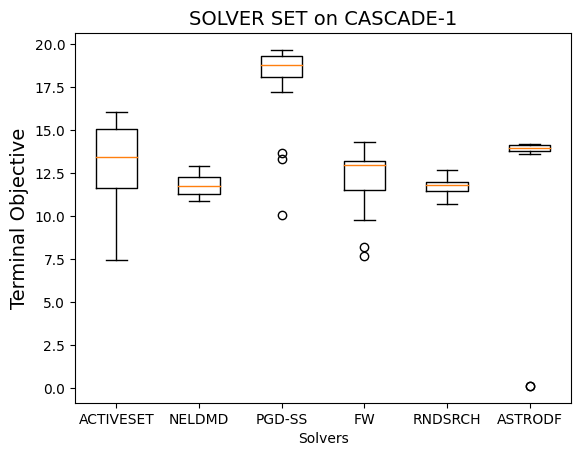 SOLVER SET on CASCADE-1
Terminal Objective
20.0
17.5
15.0
12.5
10.0
7.5
5.0
2.5
0.0
ACTIVESET NELDMD PGD-SS FW RNDSRCH ASTRODF
Solvers